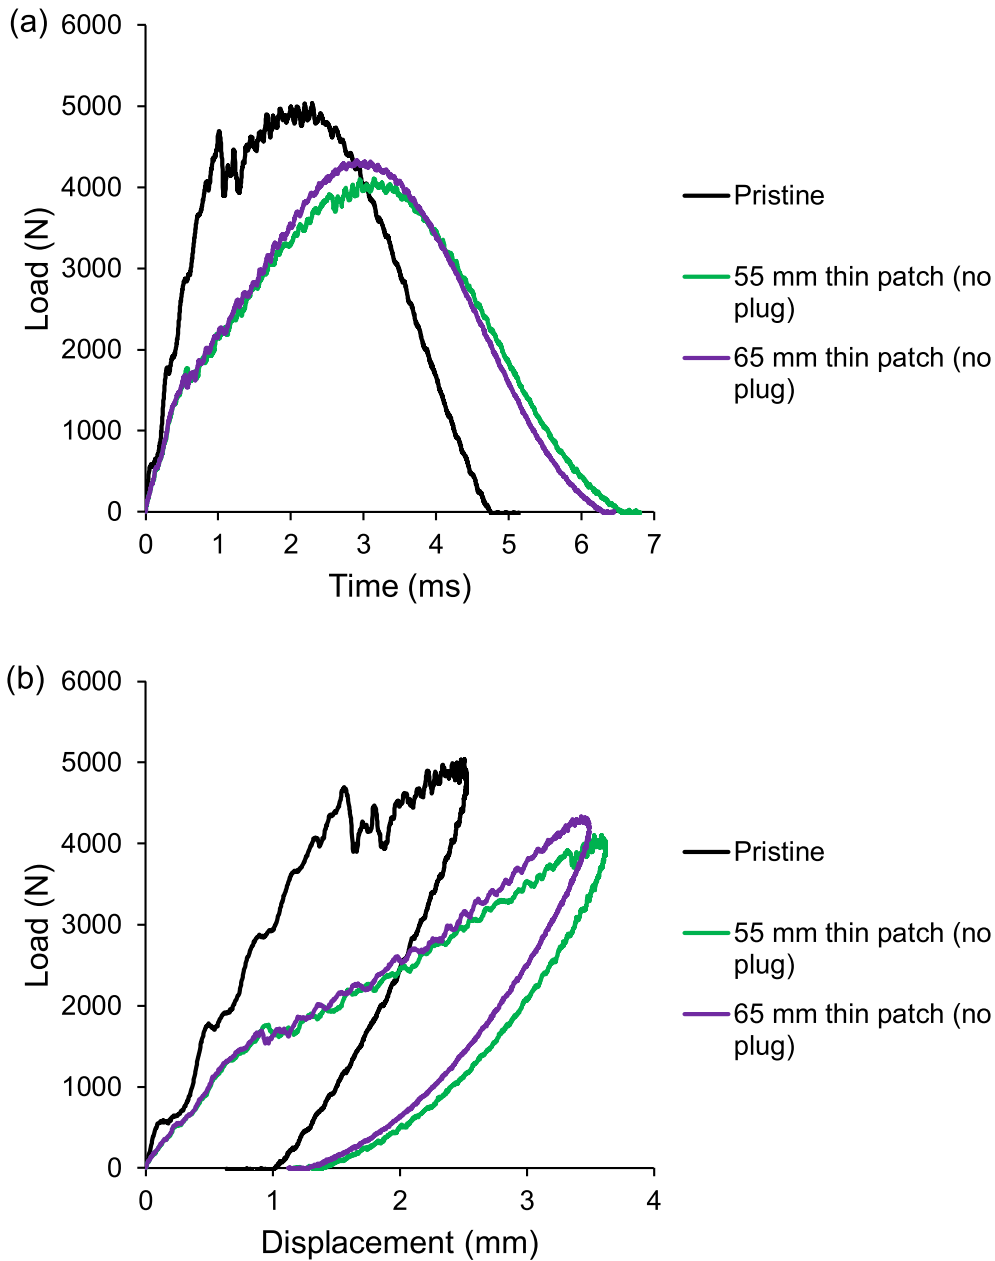 (a)
6000
5000
4000
3000
2000
1000
0
Load (N)
0 1 2 3 4 5 6 7
Time (ms)
Pristine
55 mm thin patch (no
plug)
65 mm thin patch (no
plug)
(b)
6000
5000
4000
3000
2000
1000
0
Load (N)
0 1 2 3 4
Displacement (mm)
Pristine
55 mm thin patch (no
plug)
65 mm thin patch (no
plug)